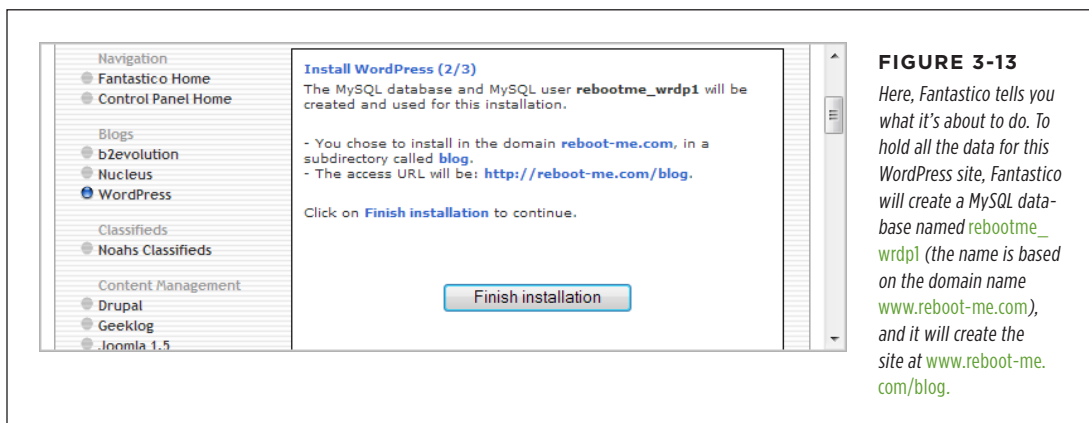 Navigation
Fantastico Home
Control Panel Home
Blogs
b2evolution
Nucleus
WordPress
Classifieds
Noahs Classifieds
Content Management
Drupal
Geeklog
Joomla 1.5
Install WordPress (2/3)
The MySQL database and MySQL user rebootme_wrdp1 will be
created and used for this installation.
- You chose to install in the domain reboot-me.com, in a
subdirectory called blog.
- The access URL will be: http://reboot-me.com/blog.
Click on Finish installation to continue.
Finish installation
FIGURE 3-13
Here, Fantastico tells you
what it's about to do. To
hold all the data for this
WordPress site, Fantastico
will create a MySQL data-
base named rebootme_
wrdp1 (the name is based
on the domain name
www.reboot-me.com),
and it will create the
site at www.reboot-me.
com/blog.